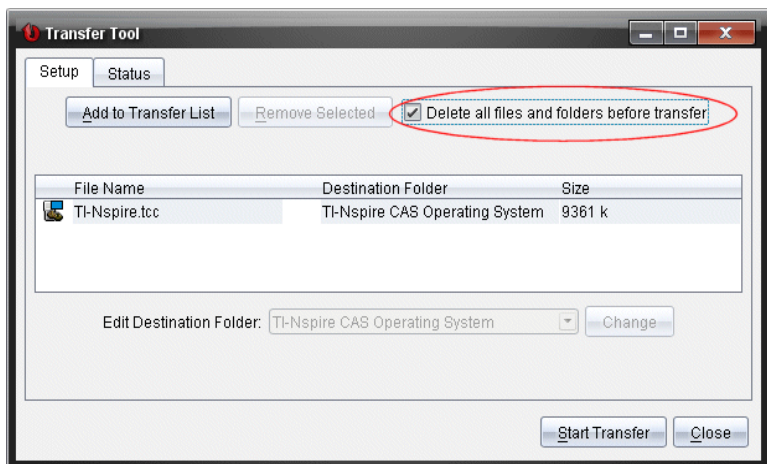 Transfer Tool
Setup Status
Add to Transfer List Remove Selected Delete all files and folders before transfer
File Name Destination Folder Size
TI-Nspire.tcc TI-Nspire CAS Operating System 9361 k
Edit Destination Folder: TI-Nspire CAS Operating System Change
Start Transfer Close